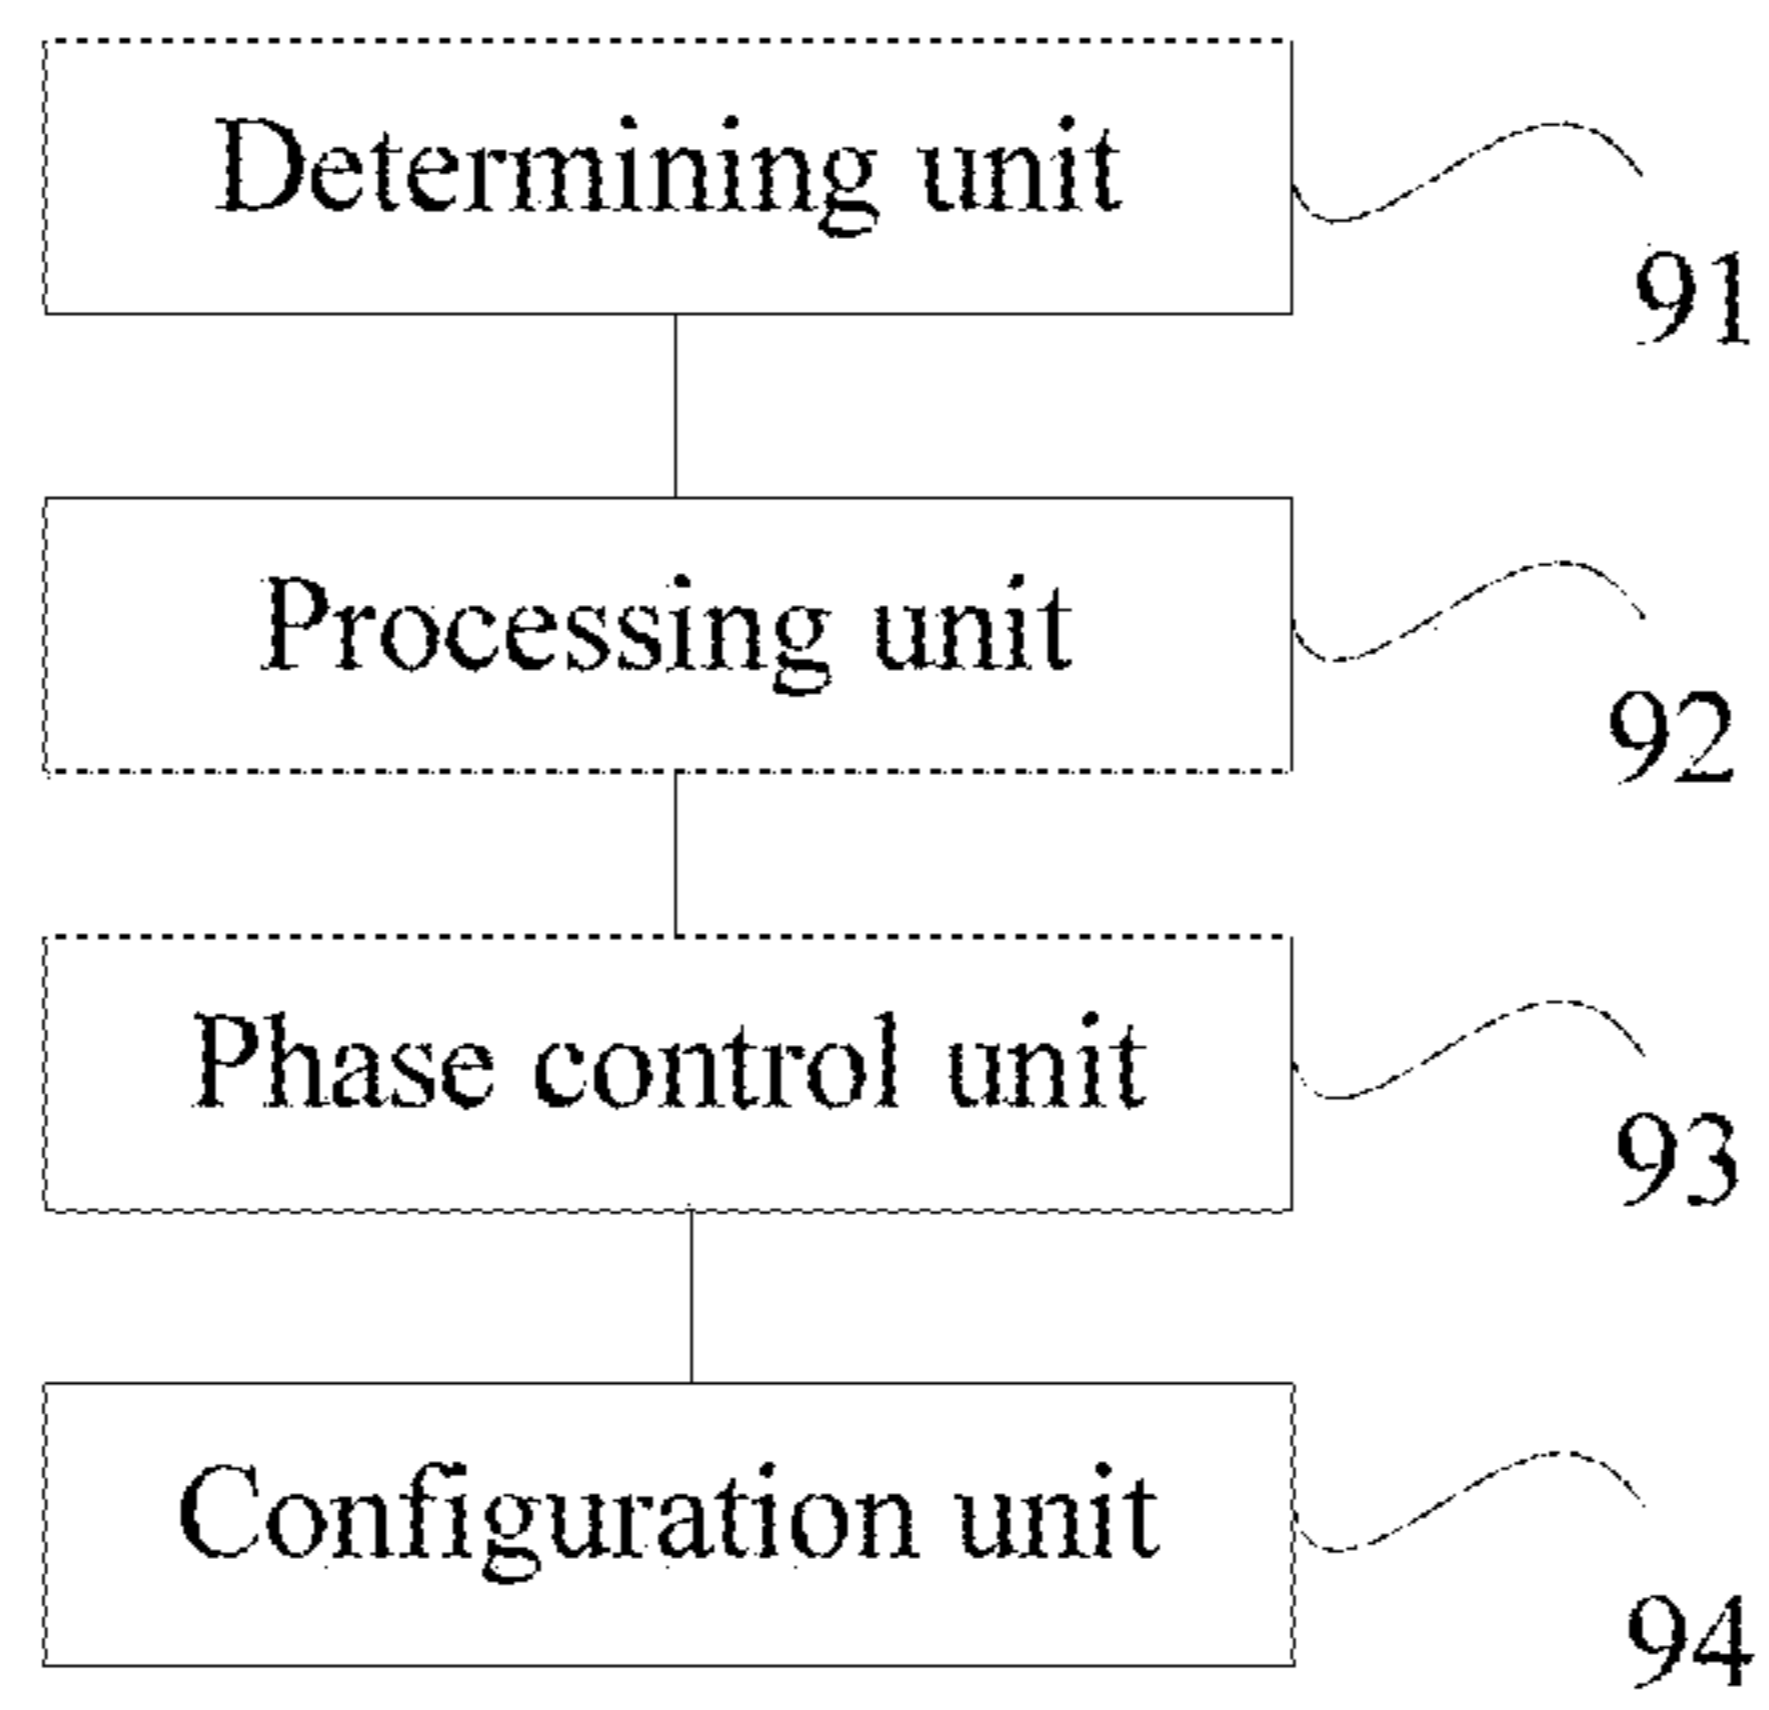 Determining unit
91
Processing unit
92
Phase control unit
93
Configuration unit
94